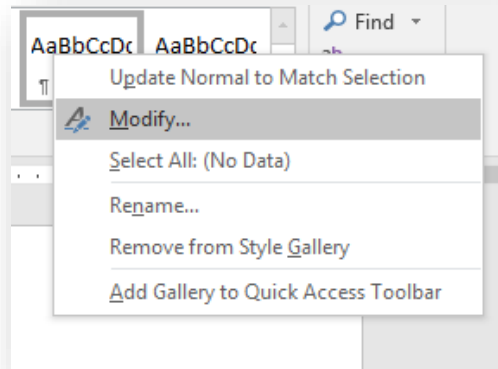 AaBbCcDc AaBbCcDc
Find
¶
Update Normal to Match Selection
Modify...
Select All: (No Data)
Rename...
Remove from Style Gallery
Add Gallery to Quick Access Toolbar